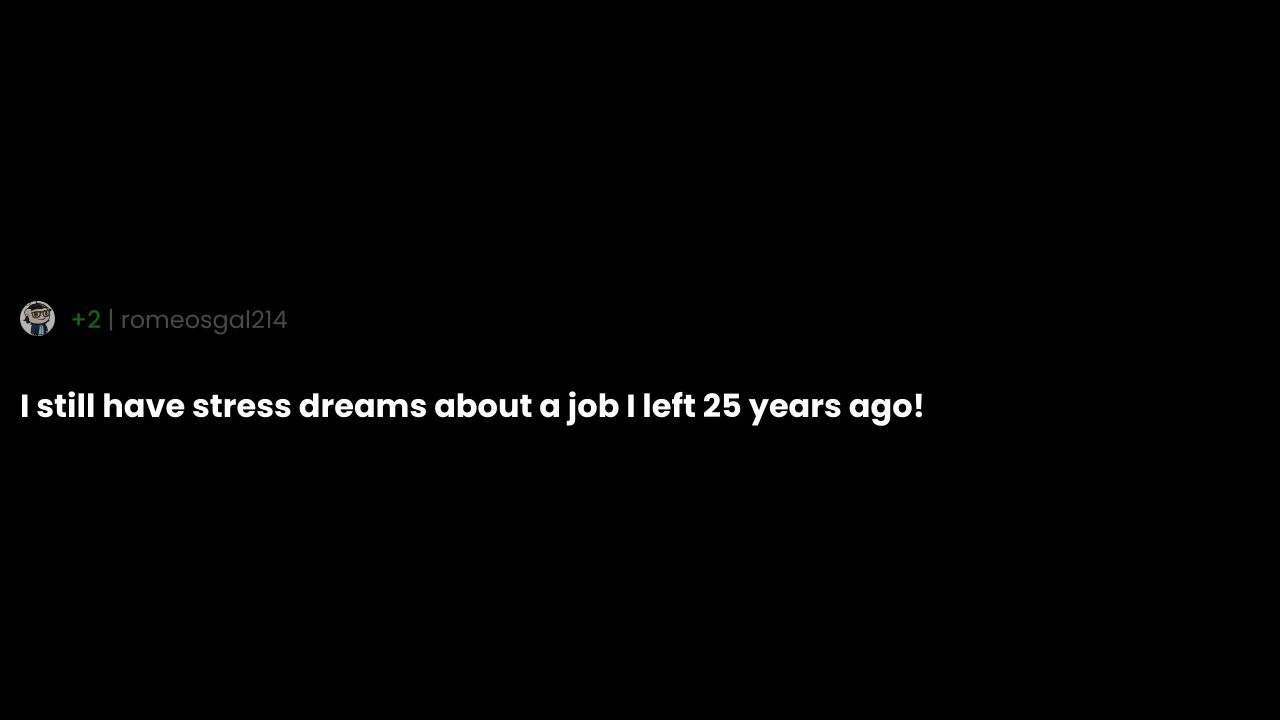 +2 | romeosgal214
I still have stress dreams about a job I left 25 years ago!